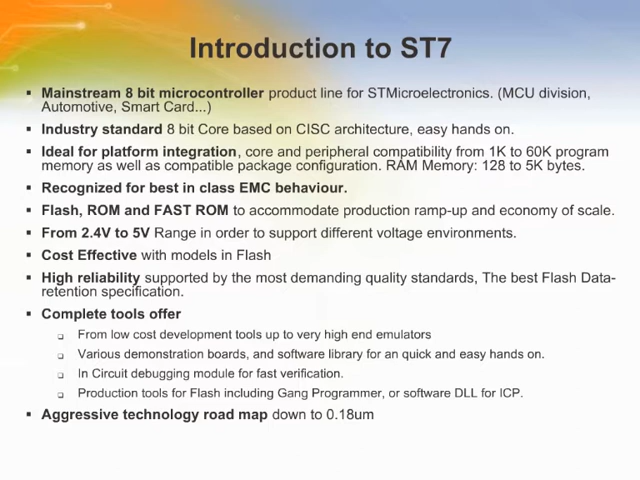 Introduction to ST7
▪ Mainstream 8 bit microcontroller product line for STMicroelectronics. (MCU division,
Automotive, Smart Card...)
▪ Industry standard 8 bit Core based on CISC architecture, easy hands on.
▪ Ideal for platform integration, core and peripheral compatibility from 1K to 60K program
memory as well as compatible package configuration. RAM Memory: 128 to 5K bytes.
▪ Recognized for best in class EMC behaviour.
▪ Flash, ROM and FAST ROM to accommodate production ramp-up and economy of scale.
▪ From 2.4V to 5V Range in order to support different voltage environments.
▪ Cost Effective with models in Flash
▪ High reliability supported by the most demanding quality standards, The best Flash Data-
retention specification.
▪ Complete tools offer
❑ From low cost development tools up to very high end emulators
❑ Various demonstration boards, and software library for an quick and easy hands on.
❑ In Circuit debugging module for fast verification.
❑ Production tools for Flash including Gang Programmer, or software DLL for ICP.
▪ Aggressive technology road map down to 0.18um